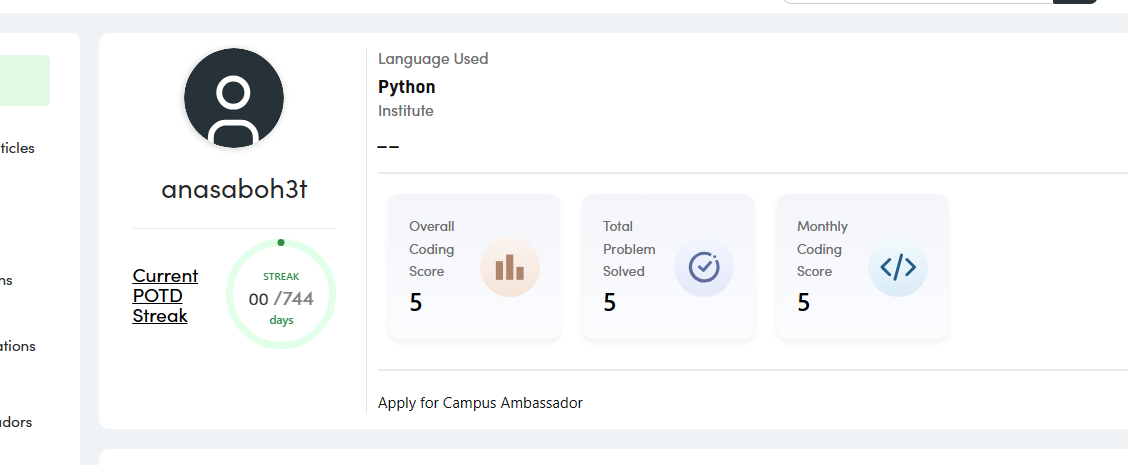 ticles
ns
ations
adors
anasaboh3t
Current
POTD
Streak
STREAK
00 /744
days
Language Used
Python
Institute
--
Overall
Coding
Score
5
Total
Problem
Solved
5
Monthly
Coding
Score
5
Apply for Campus Ambassador